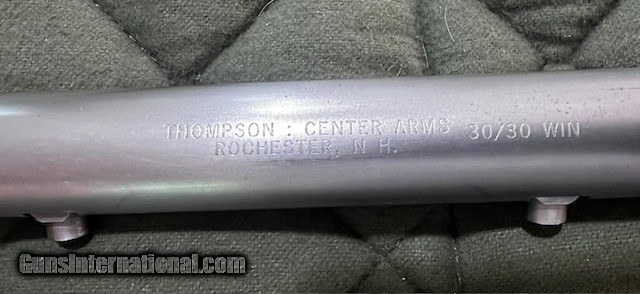 THOMPSON : CENTER ARMS 30/30 WIN
ROCHESTER, N H.
GunsInternational.com